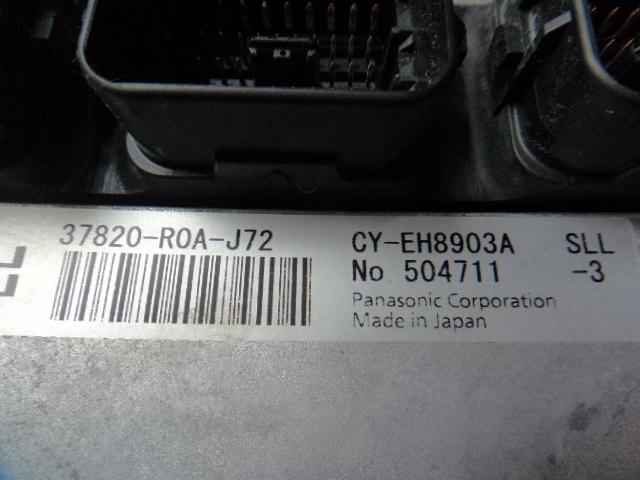 37820-R0A-J72 CY-EH8903A SLL
No 504711 -3
Panasonic Corporation
Made in Japan